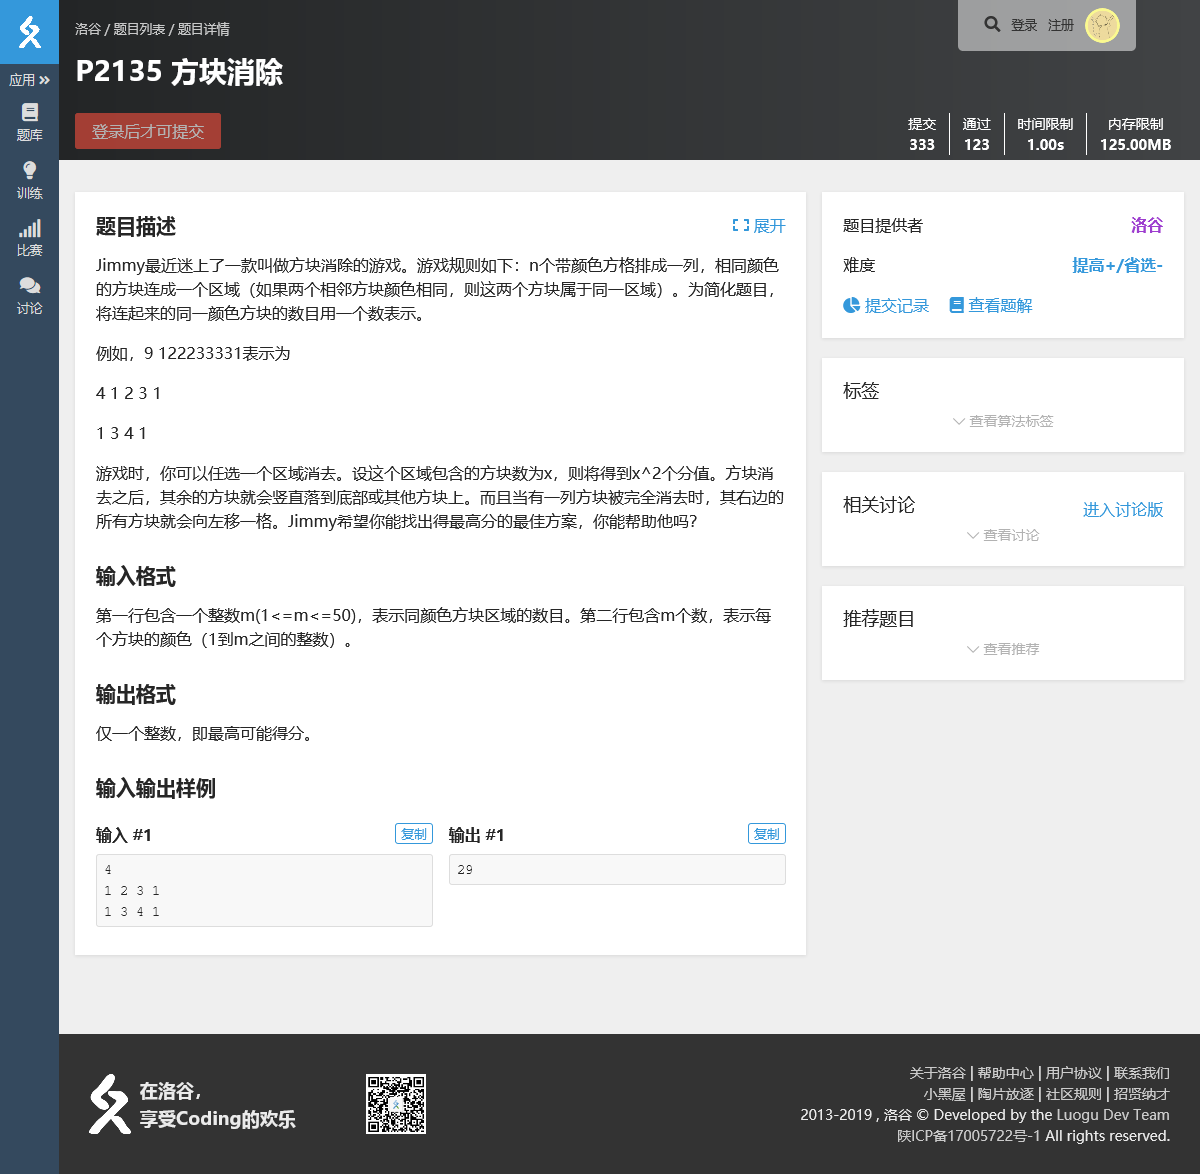 洛谷 / 题目列表 / 题目详情
登录 注册
P2135 方块消除
登录后才可提交
提交 333
通过 123
时间限制 1.00s
内存限制 125.00MB
应用
题库
训练
比赛
讨论
题目描述
展开
Jimmy最近迷上了一款叫做方块消除的游戏。游戏规则如下：n个带颜色方格排成一列，相同颜色
的方块连成一个区域（如果两个相邻方块颜色相同，则这两个方块属于同一区域）。为简化题目，
将连起来的同一颜色方块的数目用一个数表示。
例如，9 122233331表示为
4 1 2 3 1
1 3 4 1
游戏时，你可以任选一个区域消去。设这个区域包含的方块数为x，则将得到x^2个分值。方块消
去之后，其余的方块就会竖直落到底部或其他方块上。而且当有一列方块被完全消去时，其右边的
所有方块就会向左移一格。Jimmy希望你能找出得最高分的最佳方案，你能帮助他吗？
输入格式
第一行包含一个整数m(1<=m<=50)，表示同颜色方块区域的数目。第二行包含m个数，表示每
个方块的颜色（1到m之间的整数）。
输出格式
仅一个整数，即最高可能得分。
输入输出样例
输入 #1
复制
4
1 2 3 1
1 3 4 1
输出 #1
复制
29
题目提供者
洛谷
难度
提高+/省选-
提交记录
查看题解
标签
查看算法标签
相关讨论
进入讨论版
查看讨论
推荐题目
查看推荐
在洛谷，
享受Coding的欢乐
关于洛谷 | 帮助中心 | 用户协议 | 联系我们
小黑屋 | 陶片放逐 | 社区规则 | 招贤纳才
2013-2019 , 洛谷 © Developed by the Luogu Dev Team
陕ICP备17005722号-1 All rights reserved.